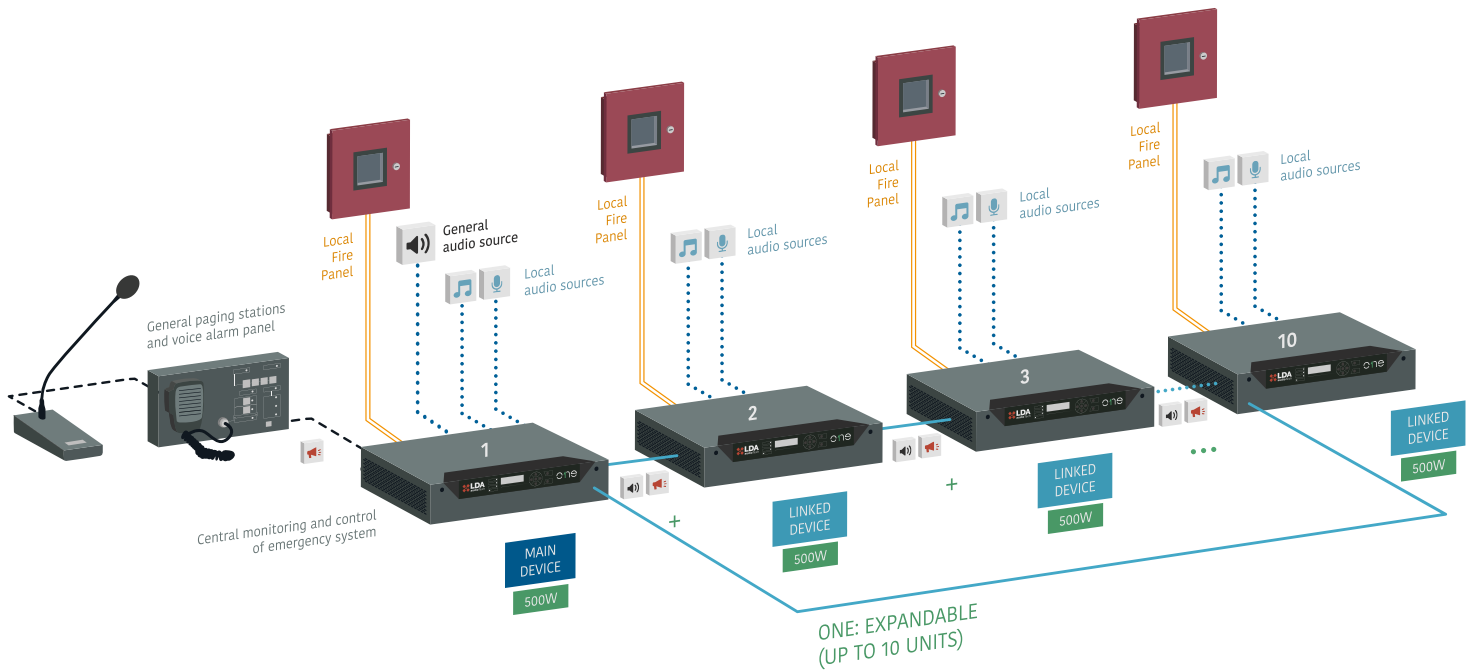 Local
Fire
Panel
General
audio source
Local
audio sources
Local
Fire
Panel
Local
audio sources
Local
Fire
Panel
Local
audio sources
Local
Fire
Panel
Local
audio sources
General paging stations
and voice alarm panel
1
LDA
one
2
LDA
one
3
LDA
one
10
LDA
one
Central monitoring and control
of emergency system
MAIN
DEVICE
500W
+
LINKED
DEVICE
500W
+
LINKED
DEVICE
500W
LINKED
DEVICE
500W
ONE: EXPANDABLE
(UP TO 10 UNITS)